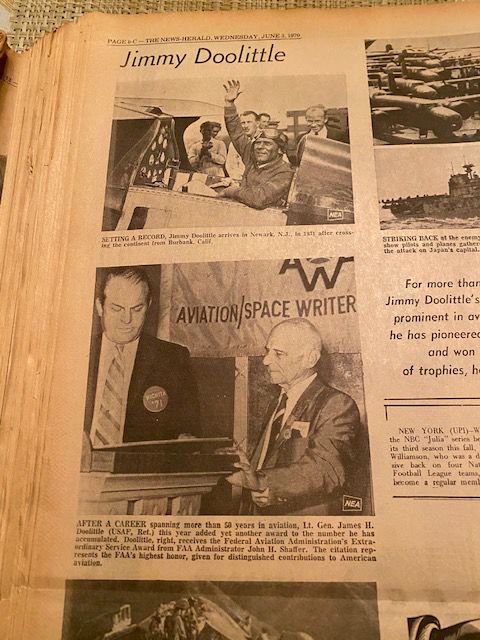 PAGE 6-C — THE NEWS-HERALD, WEDNESDAY, JUNE 3, 1970
Jimmy Doolittle
NEA
SETTING A RECORD, Jimmy Doolittle arrives in Newark, N.J., in 1931 after cross-
ing the continent from Burbank, Calif.
STRIKING BACK at the enemy
show pilots and planes gather
the attack on Japan's capital.
AW
AVIATION/SPACE WRITER
WICHITA
'71
NEA
AFTER A CAREER spanning more than 50 years in aviation, Lt. Gen. James H.
Doolittle (USAF, Ret.) this year added yet another award to the number he has
accumulated. Doolittle, right, receives the Federal Aviation Administration's Extra-
ordinary Service Award from FAA Administrator John H. Shaffer. The citation rep-
resents the FAA's highest honor, given for distinguished contributions to American
aviation.
For more than
Jimmy Doolittle's
prominent in av
he has pioneered
and won
of trophies, h
NEW YORK (UPI)—W
the NBC "Julia" series be
its third season this fall,
Williamson, who was a d
sive back on four Nat
Football League teams,
become a regular memb